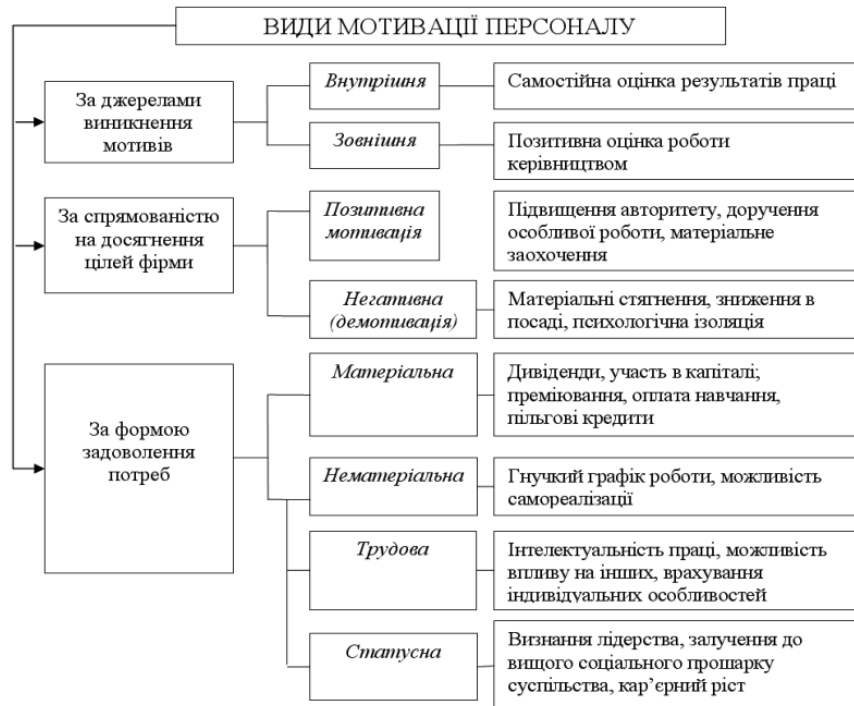 ВИДИ МОТИВАЦІЇ ПЕРСОНАЛУ
За джерелами
виникнення
мотивів
Внутрішня
Самостійна оцінка результатів праці
Зовнішня
Позитивна оцінка роботи
керівництвом
За спрямованістю
на досягнення
цілей фірми
Позитивна
мотивація
Підвищення авторитету, доручення
особливої роботи, матеріальне
заохочення
Негативна
(демотивація)
Матеріальні стягнення, зниження в
посаді, психологічна ізоляція
За формою
задоволення
потреб
Матеріальна
Дивіденди, участь в капіталі;
преміювання, оплата навчання,
пільгові кредити
Нематеріальна
Гнучкий графік роботи, можливість
самореалізації
Трудова
Інтелектуальність праці, можливість
впливу на інших, врахування
індивідуальних особливостей
Статусна
Визнання лідерства, залучення до
вищого соціального прошарку
суспільства, кар’єрний ріст